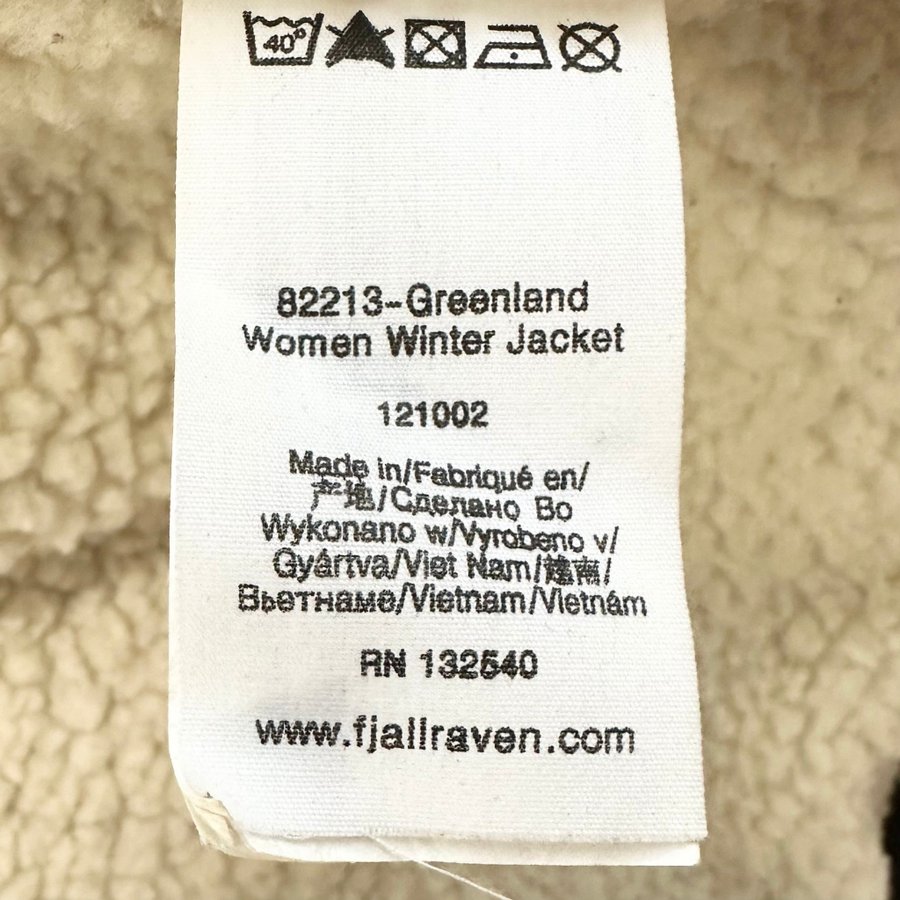 40°
82213-Greenland
Women Winter Jacket
121002
Made in/Fabriqué en/
产地/Сделано Во
Wykonano w/Vyrobeno v/
Gyártva/Viet Nam/越南/
Вьетнаме/Vietnam/Vietnám
RN 132540
www.fjallraven.com